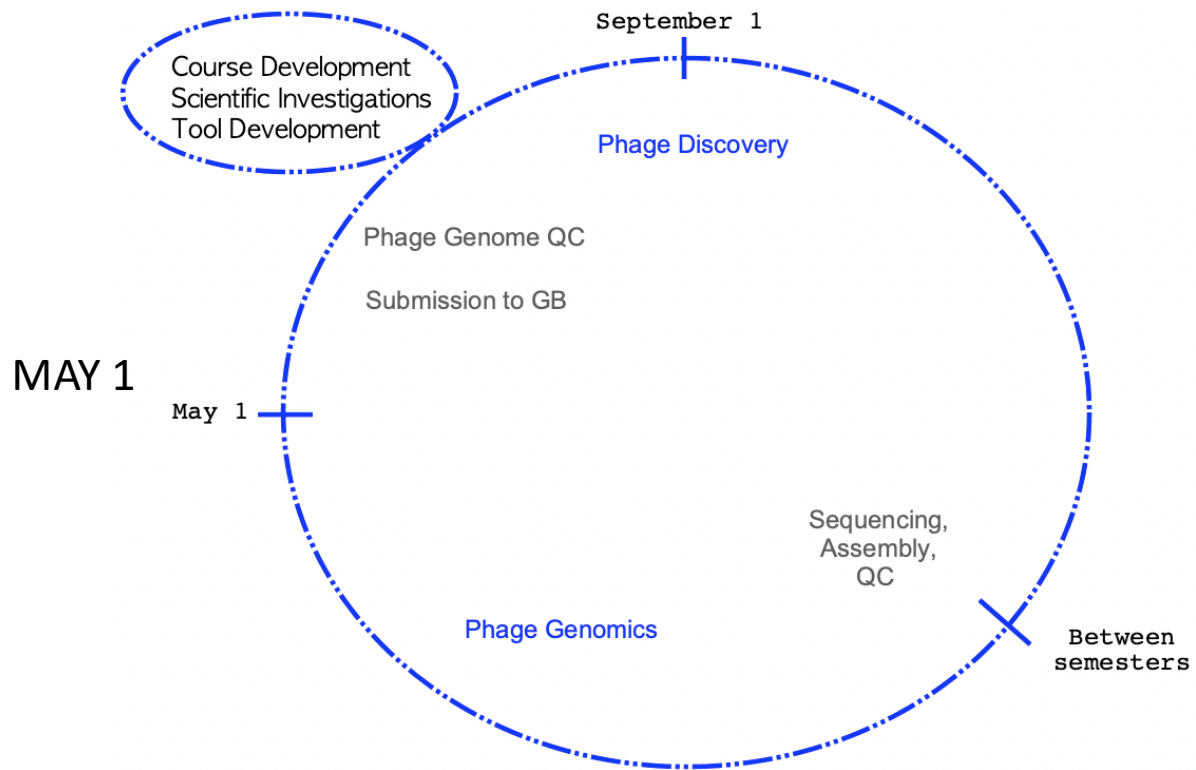 September 1
Course Development
Scientific Investigations
Tool Development
Phage Discovery
Phage Genome QC
Submission to GB
MAY 1
May 1
Sequencing,
Assembly,
QC
Phage Genomics
Between
semesters